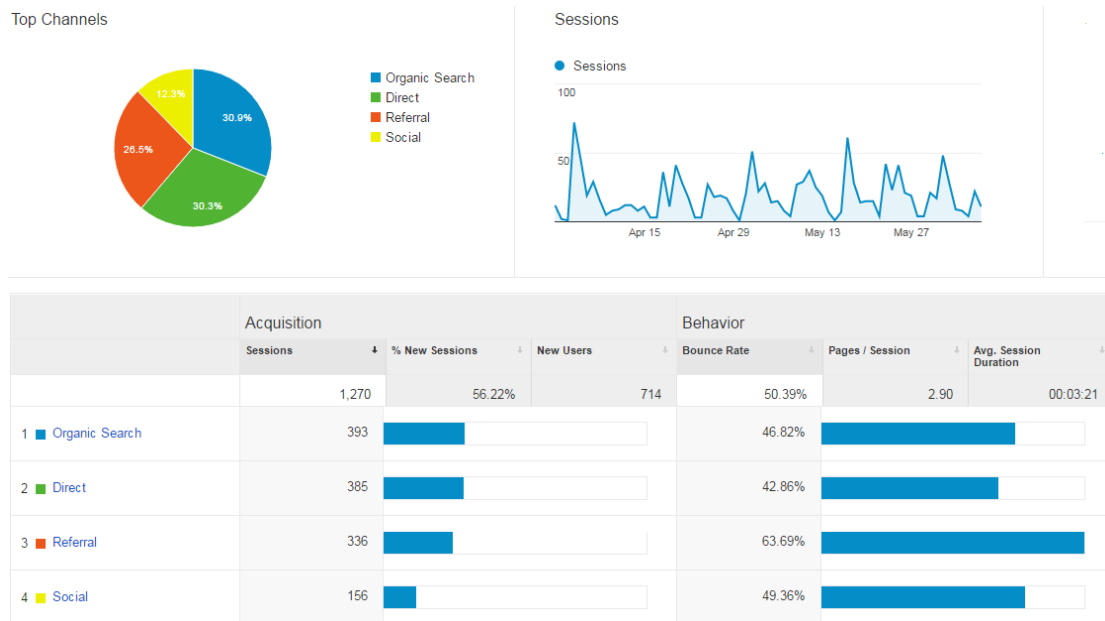 Top Channels
12.3%
30.9%
26.5%
30.3%
Organic Search
Direct
Referral
Social
Sessions
Sessions
100
50
Apr 15 Apr 29 May 13 May 27
Acquisition Behavior
Sessions % New Sessions New Users Bounce Rate Pages / Session Avg. Session
Duration
1,270 56.22% 714 50.39% 2.90 00:03:21
1 Organic Search 393 46.82%
2 Direct 385 42.86%
3 Referral 336 63.69%
4 Social 156 49.36%